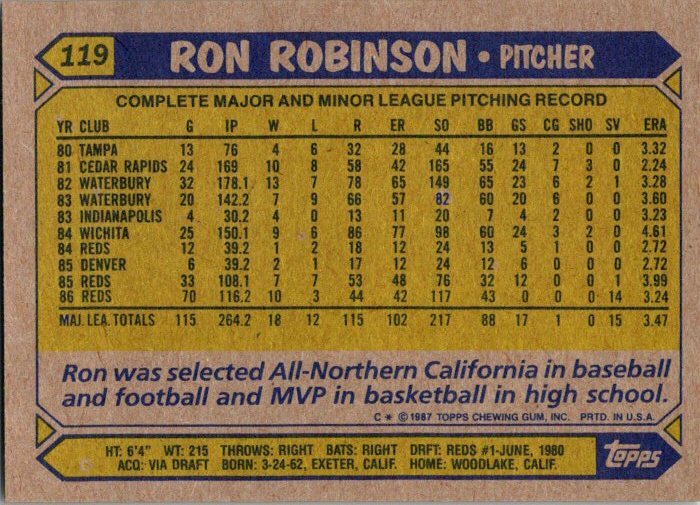 119 RON ROBINSON • PITCHER
COMPLETE MAJOR AND MINOR LEAGUE PITCHING RECORD
YR CLUB G IP W L R ER SO BB GS CG SHO SV ERA
80 TAMPA 13 76 4 6 32 28 44 16 13 2 0 0 3.32
81 CEDAR RAPIDS 24 169 10 8 58 42 165 55 24 7 3 0 2.24
82 WATERBURY 32 178.1 13 7 78 65 149 65 23 6 2 1 3.28
83 WATERBURY 20 142.2 7 9 66 57 82 60 20 6 0 0 3.60
83 INDIANAPOLIS 4 30.2 4 0 13 11 20 7 4 2 0 0 3.23
84 WICHITA 25 150.1 9 6 86 77 98 60 24 3 2 0 4.61
84 REDS 12 39.2 1 2 18 12 24 13 5 1 0 0 2.72
85 DENVER 6 39.2 2 1 17 12 24 12 6 0 0 0 2.72
85 REDS 33 108.1 7 7 53 48 76 32 12 0 0 1 3.99
86 REDS 70 116.2 10 3 44 42 117 43 0 0 0 14 3.24
MAJ. LEA. TOTALS 115 264.2 18 12 115 102 217 88 17 1 0 15 3.47
Ron was selected All-Northern California in baseball
and football and MVP in basketball in high school.
C * ©1987 TOPPS CHEWING GUM, INC. PRTD. IN U.S.A.
HT: 6'4" WT: 215 THROWS: RIGHT BATS: RIGHT DRFT: REDS #1-JUNE, 1980
ACQ: VIA DRAFT BORN: 3-24-62, EXETER, CALIF. HOME: WOODLAKE, CALIF.
TOPPS